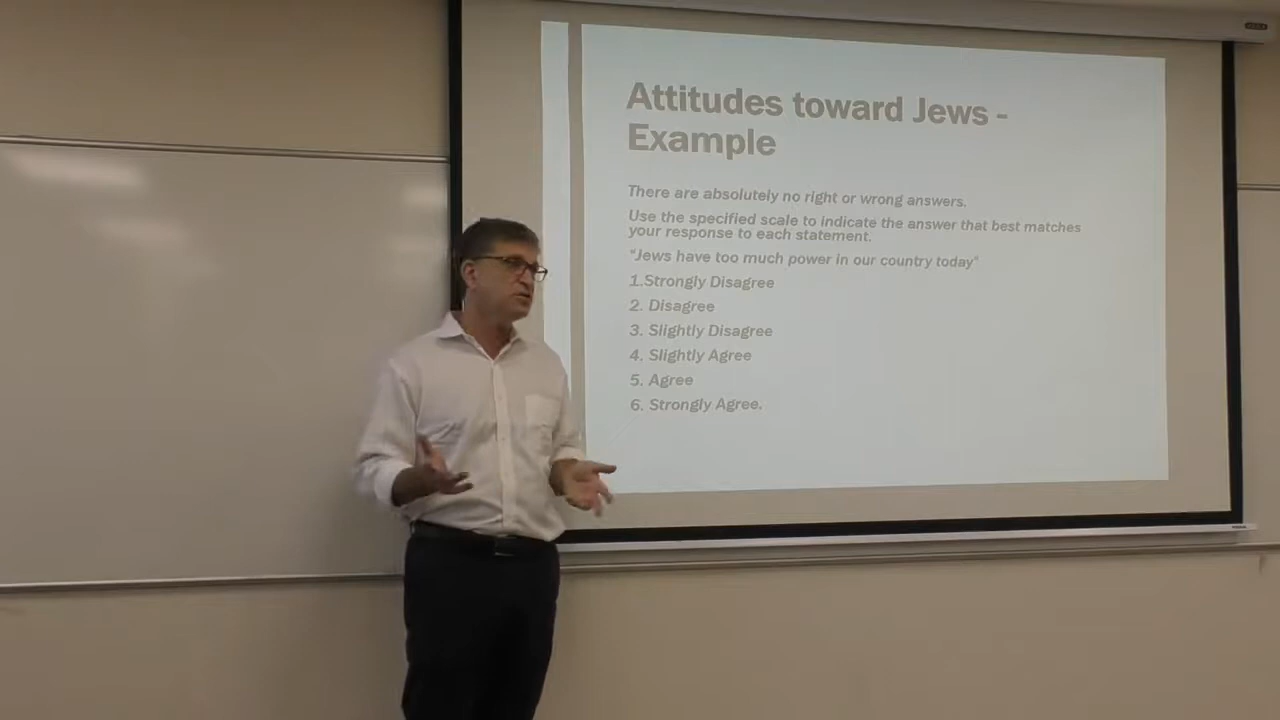 Attitudes toward Jews -
Example
There are absolutely no right or wrong answers.
Use the specified scale to indicate the answer that best matches
your response to each statement.
"Jews have too much power in our country today"
1.Strongly Disagree
2. Disagree
3. Slightly Disagree
4. Slightly Agree
5. Agree
6. Strongly Agree.